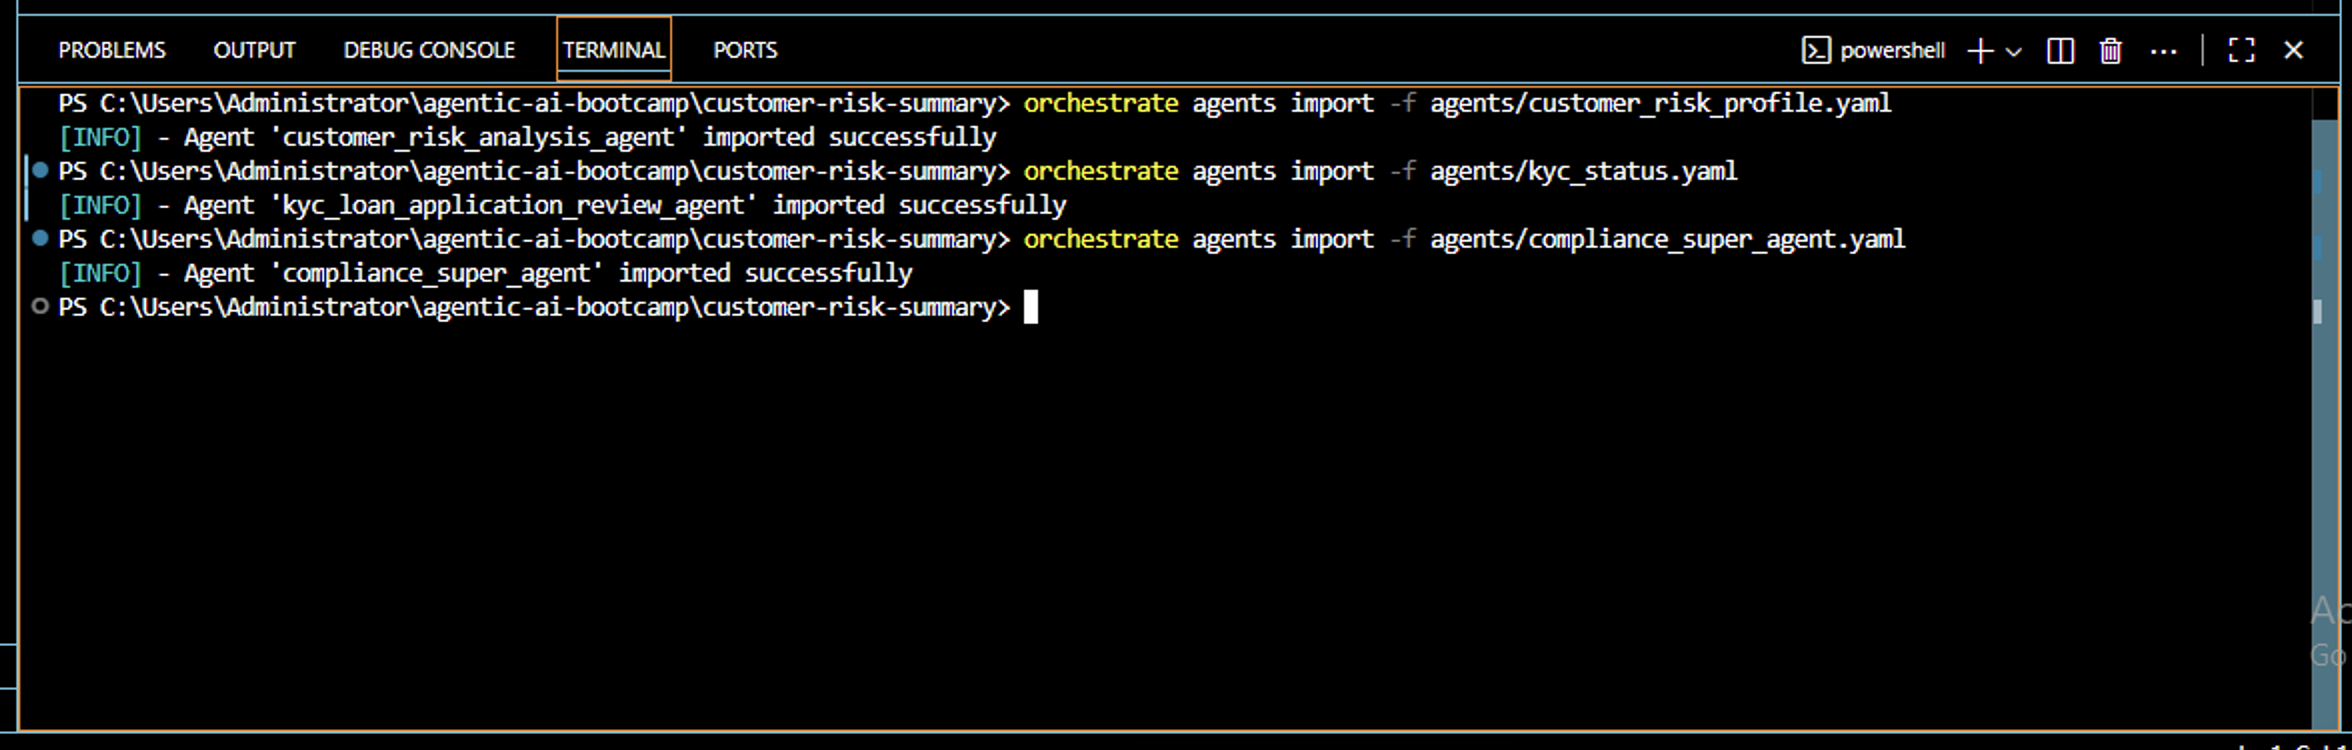 PROBLEMS OUTPUT DEBUG CONSOLE TERMINAL PORTS powershell
PS C:\Users\Administrator\agentic-ai-bootcamp\customer-risk-summary> orchestrate agents import -f agents/customer_risk_profile.yaml
[INFO] - Agent 'customer_risk_analysis_agent' imported successfully
PS C:\Users\Administrator\agentic-ai-bootcamp\customer-risk-summary> orchestrate agents import -f agents/kyc_status.yaml
[INFO] - Agent 'kyc_loan_application_review_agent' imported successfully
PS C:\Users\Administrator\agentic-ai-bootcamp\customer-risk-summary> orchestrate agents import -f agents/compliance_super_agent.yaml
[INFO] - Agent 'compliance_super_agent' imported successfully
PS C:\Users\Administrator\agentic-ai-bootcamp\customer-risk-summary>
Go